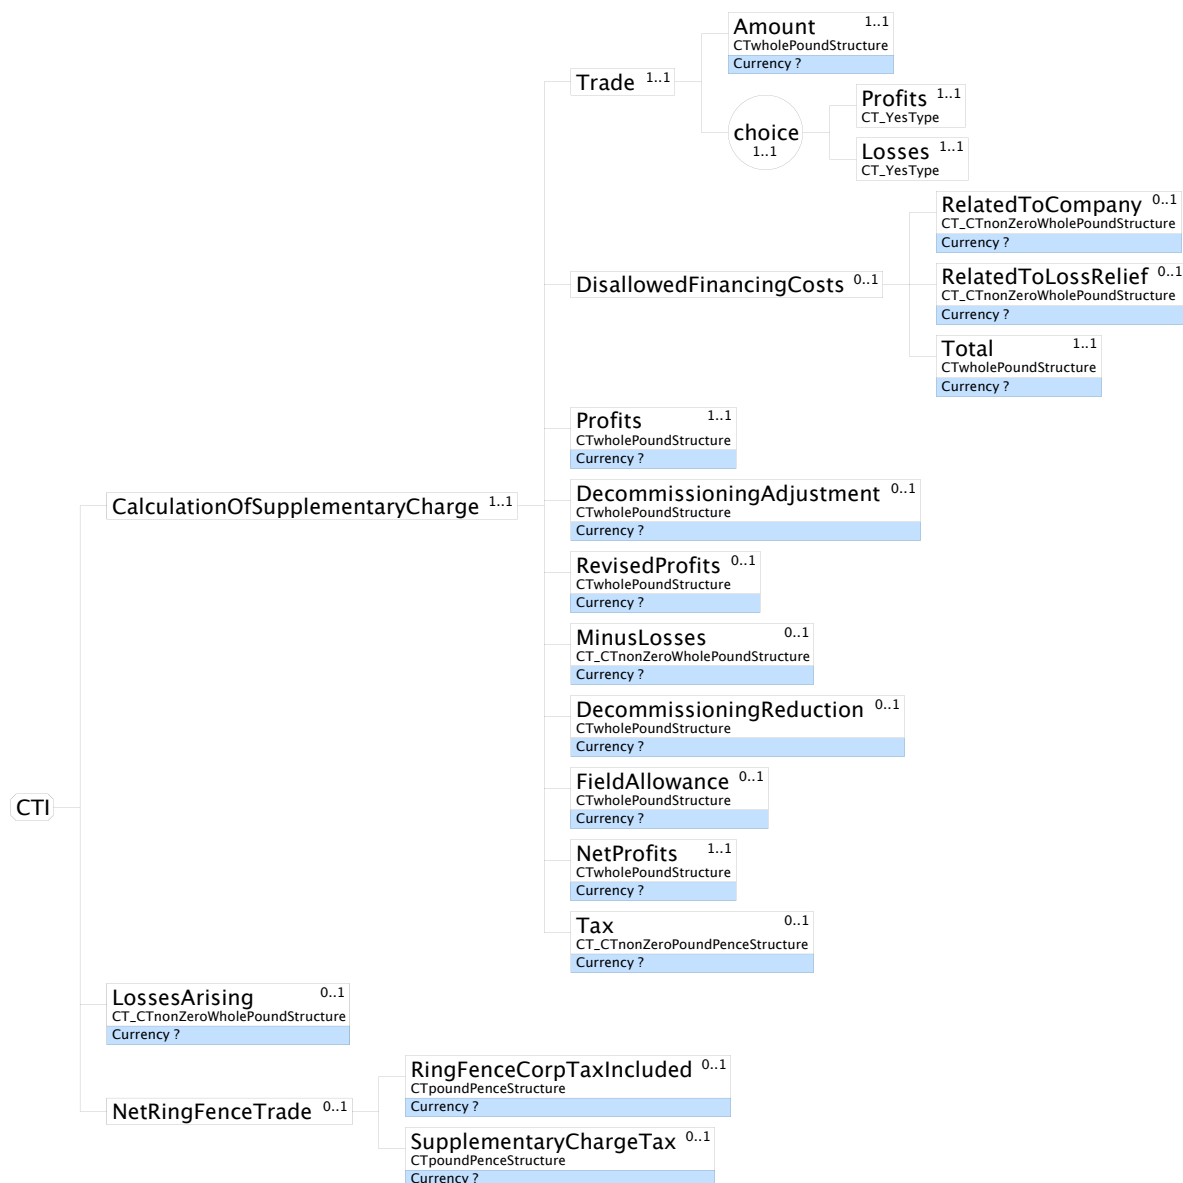 Amount 1..1
CTwholePoundStructure
Currency ?
Trade 1..1
choice
1..1
Profits 1..1
CT_YesType
Losses 1..1
CT_YesType
RelatedToCompany 0..1
CT_CTnonZeroWholePoundStructure
Currency ?
DisallowedFinancingCosts 0..1
RelatedToLossRelief 0..1
CT_CTnonZeroWholePoundStructure
Currency ?
Total 1..1
CTwholePoundStructure
Currency ?
Profits 1..1
CTwholePoundStructure
Currency ?
CalculationOfSupplementaryCharge 1..1
DecommissioningAdjustment 0..1
CTwholePoundStructure
Currency ?
RevisedProfits 0..1
CTwholePoundStructure
Currency ?
MinusLosses 0..1
CT_CTnonZeroWholePoundStructure
Currency ?
DecommissioningReduction 0..1
CTwholePoundStructure
Currency ?
CTI
FieldAllowance 0..1
CTwholePoundStructure
Currency ?
NetProfits 1..1
CTwholePoundStructure
Currency ?
Tax 0..1
CT_CTnonZeroPoundPenceStructure
Currency ?
LossesArising 0..1
CT_CTnonZeroWholePoundStructure
Currency ?
NetRingFenceTrade 0..1
RingFenceCorpTaxIncluded 0..1
CTpoundPenceStructure
Currency ?
SupplementaryChargeTax 0..1
CTpoundPenceStructure
Currency ?